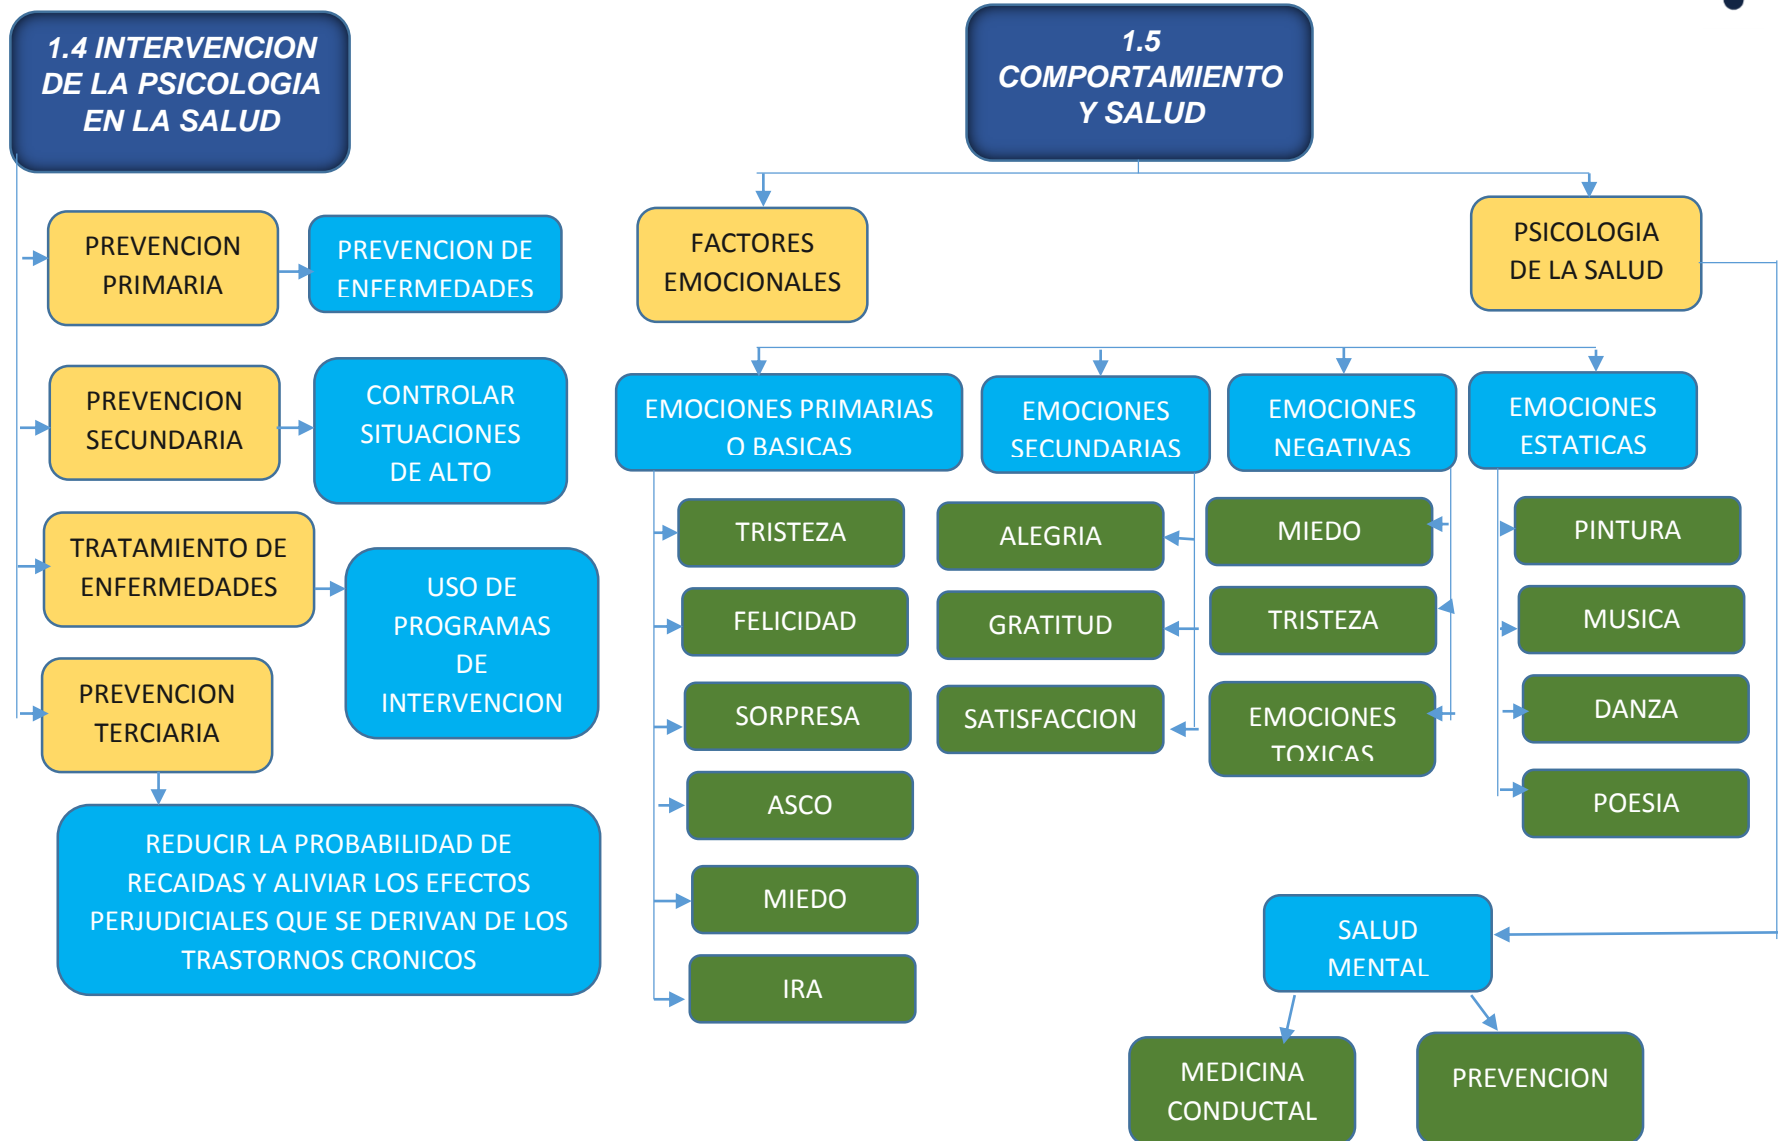 1.4 INTERVENCION
DE LA PSICOLOGIA
EN LA SALUD
PREVENCION
PRIMARIA
PREVENCION DE
ENFERMEDADES
PREVENCION
SECUNDARIA
CONTROLAR
SITUACIONES
DE ALTO
TRATAMIENTO DE
ENFERMEDADES
USO DE
PROGRAMAS
DE
INTERVENCION
PREVENCION
TERCIARIA
REDUCIR LA PROBABILIDAD DE
RECAIDAS Y ALIVIAR LOS EFECTOS
PERJUDICIALES QUE SE DERIVAN DE LOS
TRASTORNOS CRONICOS
1.5
COMPORTAMIENTO
Y SALUD
FACTORES
EMOCIONALES
PSICOLOGIA
DE LA SALUD
EMOCIONES PRIMARIAS
O BASICAS
TRISTEZA
FELICIDAD
SORPRESA
ASCO
MIEDO
IRA
EMOCIONES
SECUNDARIAS
ALEGRIA
GRATITUD
SATISFACCION
EMOCIONES
NEGATIVAS
MIEDO
TRISTEZA
EMOCIONES
TOXICAS
EMOCIONES
ESTATICAS
PINTURA
MUSICA
DANZA
POESIA
SALUD
MENTAL
MEDICINA
CONDUCTAL
PREVENCION